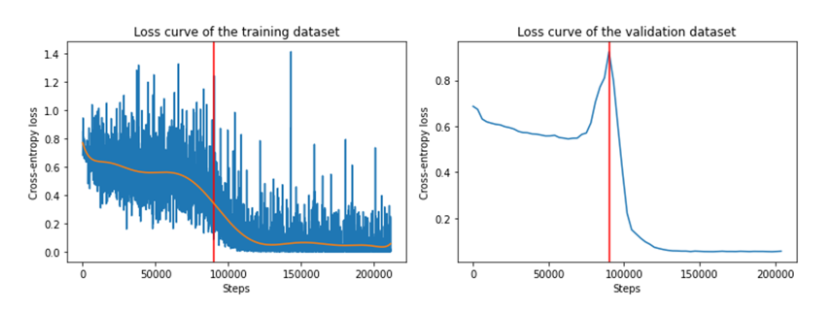 Loss curve of the training dataset
Cross-entropy loss
1.4
1.2
1.0
0.8
0.6
0.4
0.2
0.0
0 50000 100000 150000 200000
Steps
Loss curve of the validation dataset
Cross-entropy loss
0.8
0.6
0.4
0.2
0 50000 100000 150000 200000
Steps